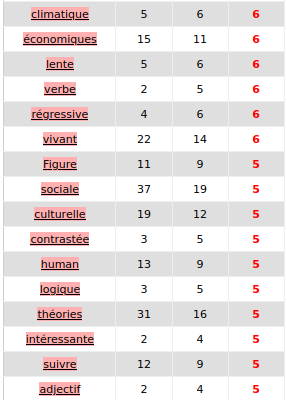 climatique 5 6 6
économiques 15 11 6
lente 5 6 6
verbe 2 5 6
régressive 4 6 6
vivant 22 14 6
Figure 11 9 5
sociale 37 19 5
culturelle 19 12 5
contrastée 3 5 5
human 13 9 5
logique 3 5 5
théories 31 16 5
intéressante 2 4 5
suivre 12 9 5
adjectif 2 4 5